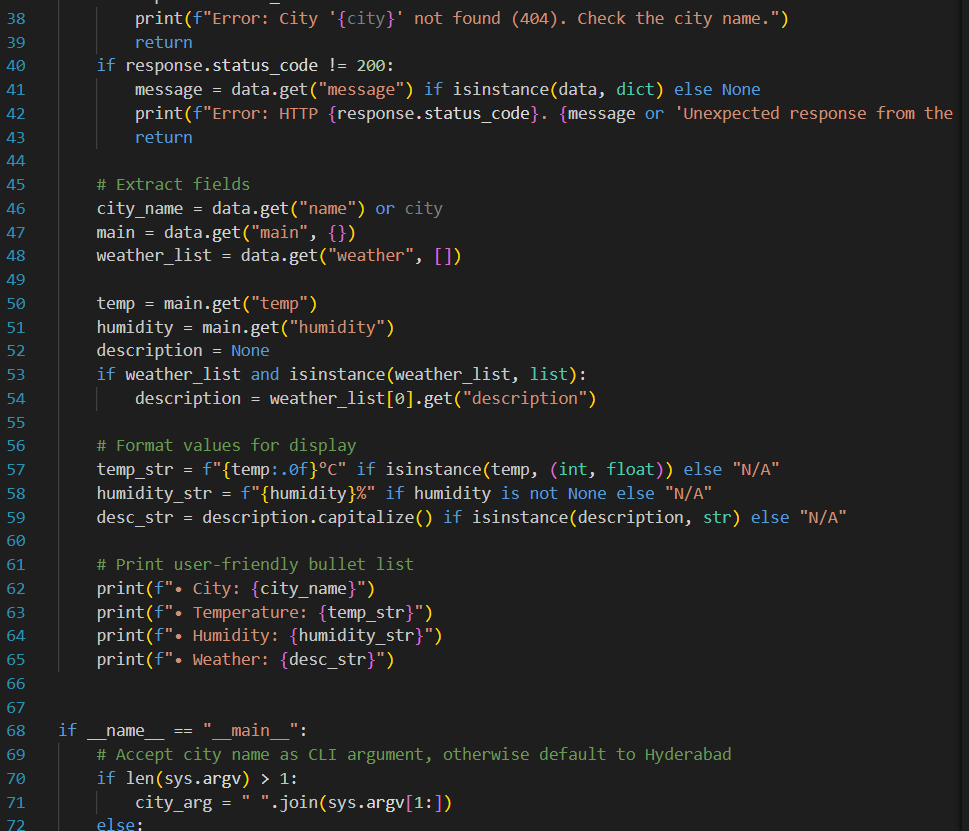 38 print(f"Error: City '{city}' not found (404). Check the city name.")
39 return
40 if response.status_code != 200:
41 message = data.get("message") if isinstance(data, dict) else None
42 print(f"Error: HTTP {response.status_code}. {message or 'Unexpected response from the
43 return
44
45 # Extract fields
46 city_name = data.get("name") or city
47 main = data.get("main", {})
48 weather_list = data.get("weather", [])
49
50 temp = main.get("temp")
51 humidity = main.get("humidity")
52 description = None
53 if weather_list and isinstance(weather_list, list):
54 description = weather_list[0].get("description")
55
56 # Format values for display
57 temp_str = f"{temp:.0f}°C" if isinstance(temp, (int, float)) else "N/A"
58 humidity_str = f"{humidity}%" if humidity is not None else "N/A"
59 desc_str = description.capitalize() if isinstance(description, str) else "N/A"
60
61 # Print user-friendly bullet list
62 print(f"• City: {city_name}")
63 print(f"• Temperature: {temp_str}")
64 print(f"• Humidity: {humidity_str}")
65 print(f"• Weather: {desc_str}")
66
67
68 if __name__ == "__main__":
69 # Accept city name as CLI argument, otherwise default to Hyderabad
70 if len(sys.argv) > 1:
71 city_arg = " ".join(sys.argv[1:])
72 else: